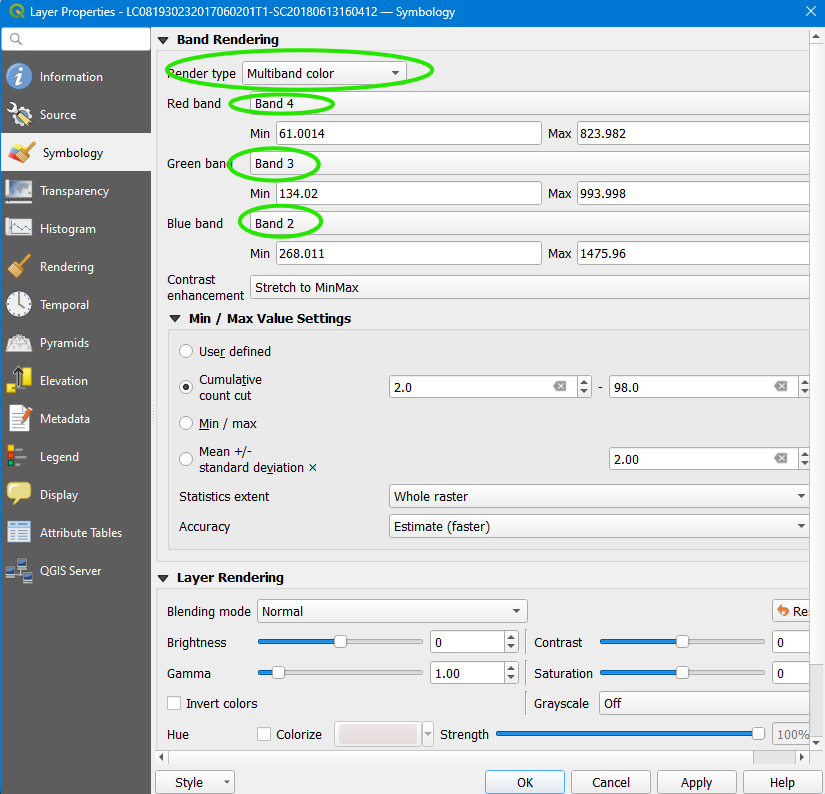 Layer Properties - LC081930232017060201T1-SC20180613160412 — Symbology
Information
Source
Symbology
Transparency
Histogram
Rendering
Temporal
Pyramids
Elevation
Metadata
Legend
Display
Attribute Tables
QGIS Server
Band Rendering
Render type Multiband color
Red band Band 4
Min 61.0014 Max 823.982
Green band Band 3
Min 134.02 Max 993.998
Blue band Band 2
Min 268.011 Max 1475.96
Contrast
enhancement Stretch to MinMax
Min / Max Value Settings
User defined
Cumulative
count cut 2.0 - 98.0
Min / max
Mean +/-
standard deviation × 2.00
Statistics extent Whole raster
Accuracy Estimate (faster)
Layer Rendering
Blending mode Normal Re
Brightness 0 Contrast 0
Gamma 1.00 Saturation 0
Invert colors Grayscale Off
Hue Colorize Strength 100%
Style OK Cancel Apply Help